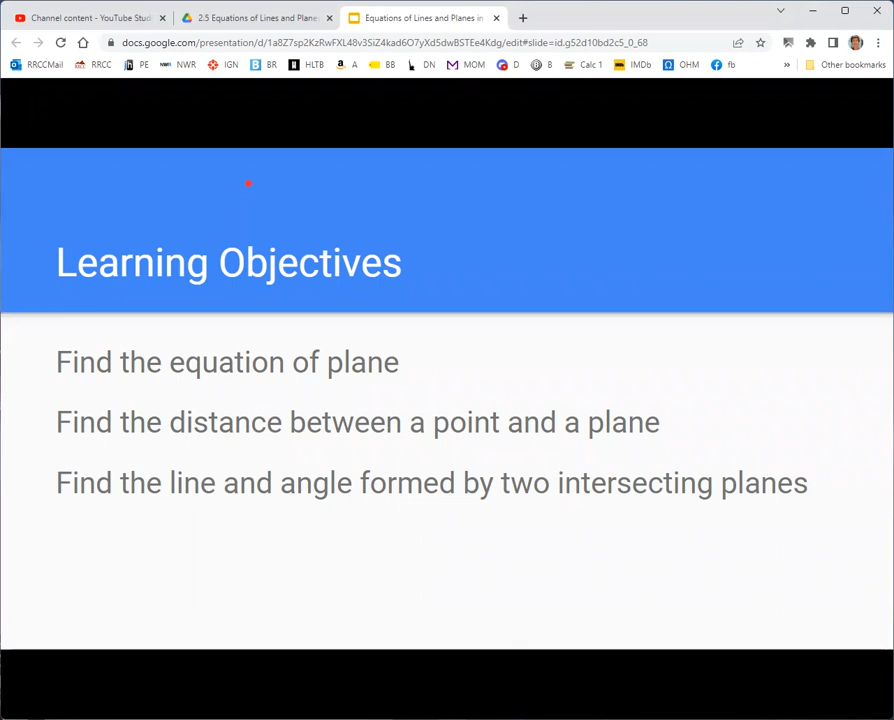 Channel content - YouTube Stud
2.5 Equations of Lines and Plane
Equations of Lines and Planes in
docs.google.com/presentation/d/1a8Z7sp2KzRwFXL48v3SiZ4kad6O7yXd5dwBSTEe4Kdg/edit#slide=id.g52d10bd2c5_0_68
RRCCMail RRCC PE NWR IGN BR HLTB A BB DN MOM D B Calc 1 IMDb OHM fb » Other bookmarks
Learning Objectives
Find the equation of plane
Find the distance between a point and a plane
Find the line and angle formed by two intersecting planes